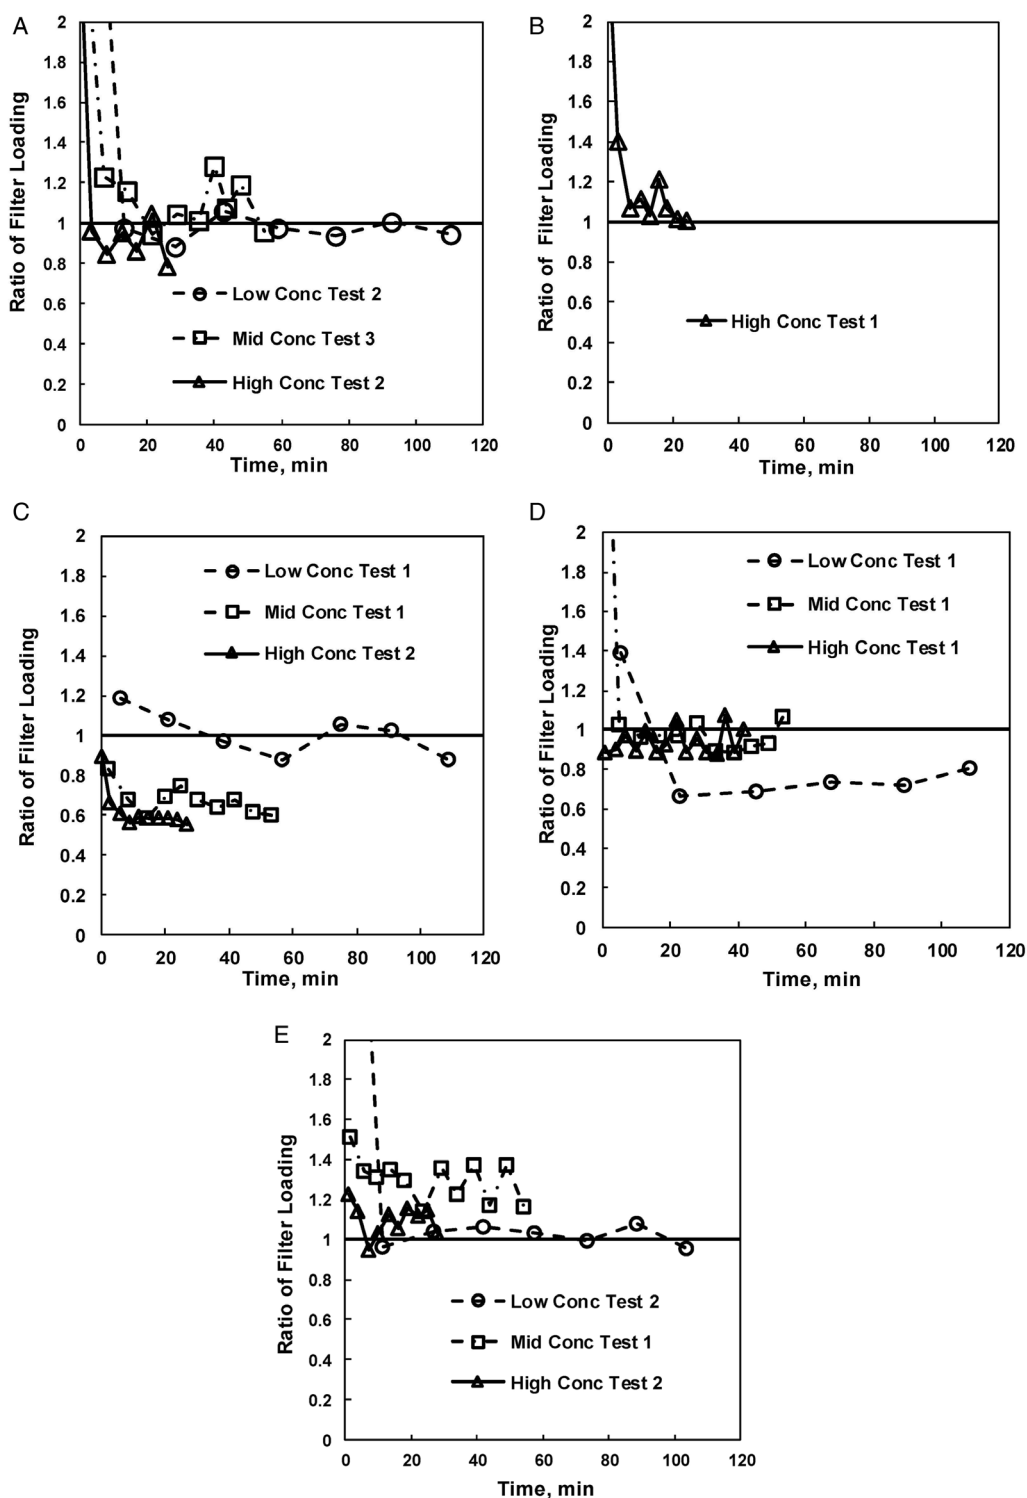 A
Ratio of Filter Loading
2
1.8
1.6
1.4
1.2
1
0.8
0.6
0.4
0.2
0
0 20 40 60 80 100 120
Time, min
Low Conc Test 2
Mid Conc Test 3
High Conc Test 2
B
Ratio of Filter Loading
2
1.8
1.6
1.4
1.2
1
0.8
0.6
0.4
0.2
0
0 20 40 60 80 100 120
Time, min
High Conc Test 1
C
Ratio of Filter Loading
2
1.8
1.6
1.4
1.2
1
0.8
0.6
0.4
0.2
0
0 20 40 60 80 100 120
Time, min
Low Conc Test 1
Mid Conc Test 1
High Conc Test 2
D
Ratio of Filter Loading
2
1.8
1.6
1.4
1.2
1
0.8
0.6
0.4
0.2
0
0 20 40 60 80 100 120
Time, min
Low Conc Test 1
Mid Conc Test 1
High Conc Test 1
E
Ratio of Filter Loading
2
1.8
1.6
1.4
1.2
1
0.8
0.6
0.4
0.2
0
0 20 40 60 80 100 120
Time, min
Low Conc Test 2
Mid Conc Test 1
High Conc Test 2